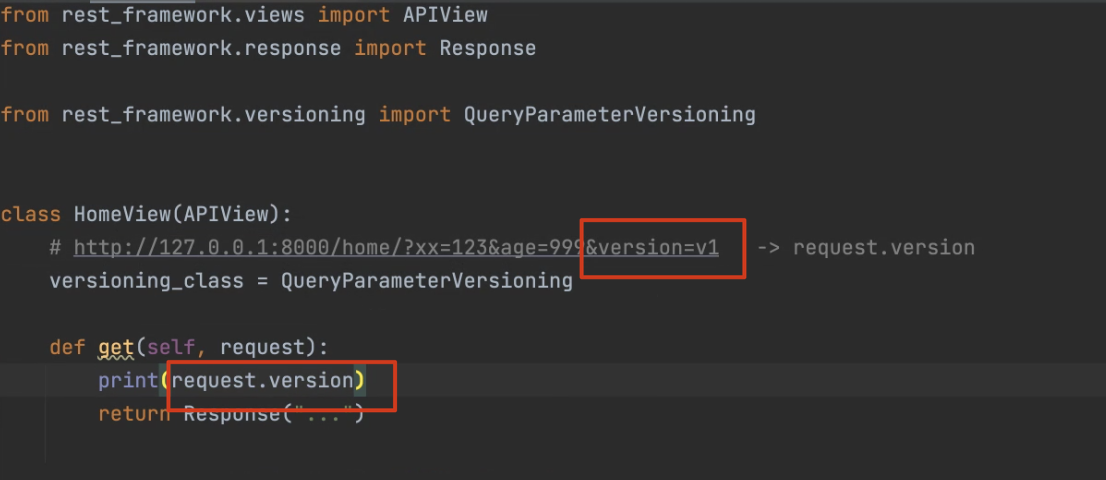 from rest_framework.views import APIView
from rest_framework.response import Response
from rest_framework.versioning import QueryParameterVersioning
class HomeView(APIView):
# http://127.0.0.1:8000/home/?xx=123&age=999&version=v1 -> request.version
versioning_class = QueryParameterVersioning
def get(self, request):
print(request.version)
return Response("...")